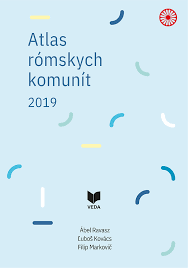 Atlas
rómskych
komunít
2019
VEDA
Ábel Ravasz
Ľuboš Kovács
Filip Markovič